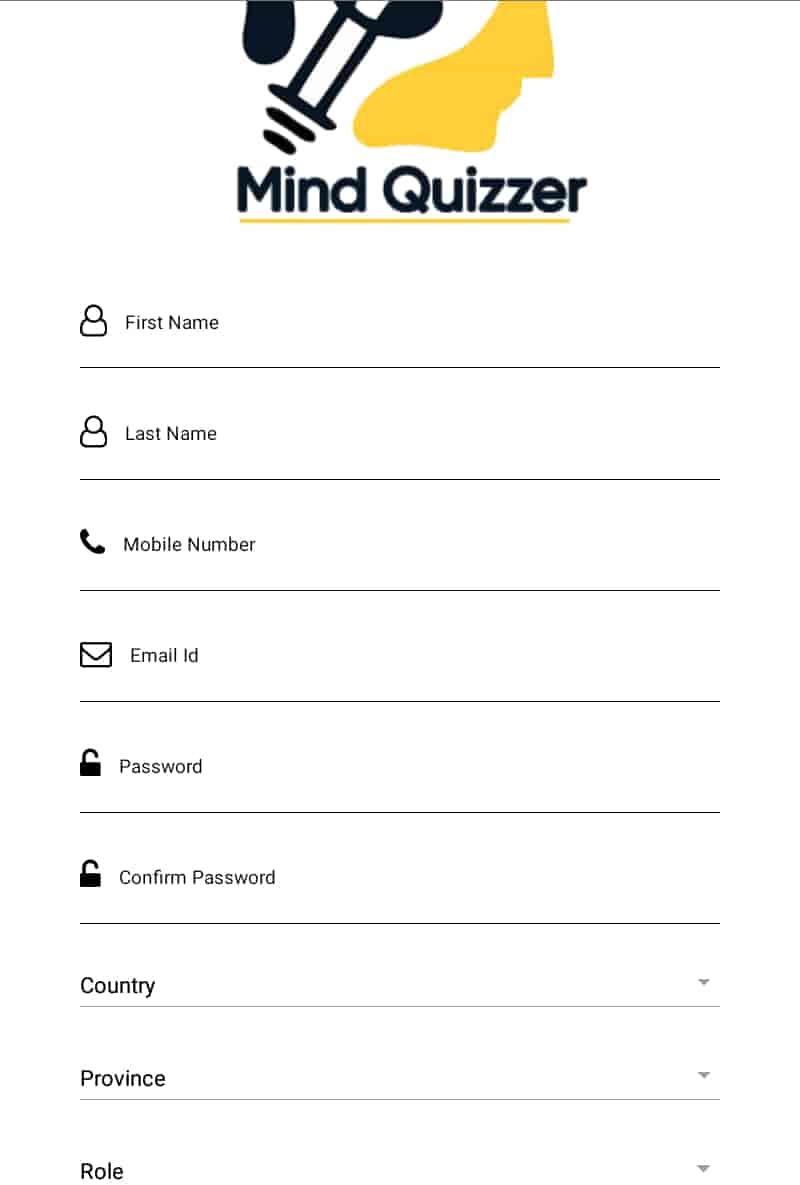 Mind Quizzer
First Name
Last Name
Mobile Number
Email Id
Password
Confirm Password
Country
Province
Role